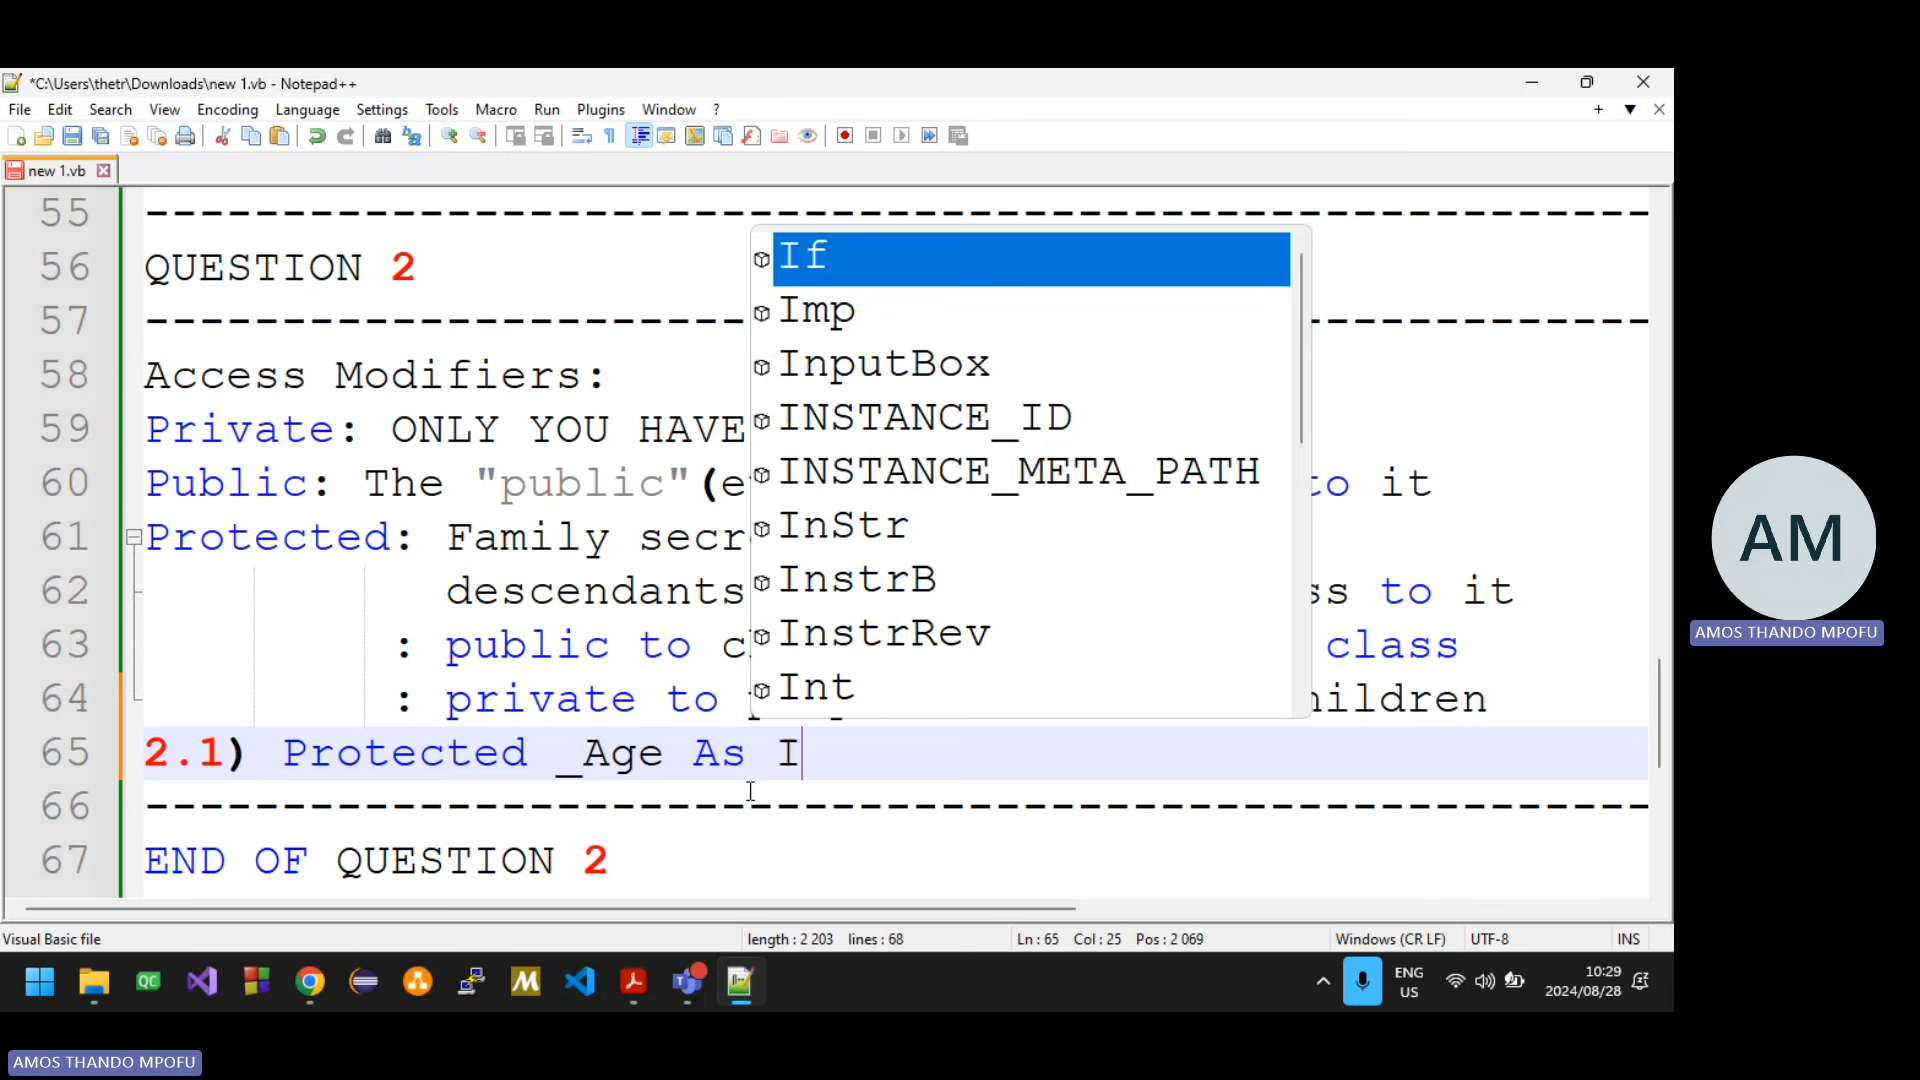 *C:\Users\thetr\Downloads\new 1.vb - Notepad++
File Edit Search View Encoding Language Settings Tools Macro Run Plugins Window ?
new 1.vb
55 --------------------------------------------------------
56 QUESTION 2
57 --------------------------------------------------------
58 Access Modifiers:
59 Private: ONLY YOU HAVE
60 Public: The "public"(e to it
61 Protected: Family secr
62 descendants ss to it
63 : public to c class
64 : private to hildren
65 2.1) Protected _Age As I
66 --------------------------------------------------------
67 END OF QUESTION 2
If
Imp
InputBox
INSTANCE_ID
INSTANCE_META_PATH
InStr
InstrB
InstrRev
Int
Visual Basic file length : 2 203 lines : 68 Ln : 65 Col : 25 Pos : 2 069 Windows (CR LF) UTF-8 INS
QC
M
ENG
US
10:29
2024/08/28
AM
AMOS THANDO MPOFU
AMOS THANDO MPOFU